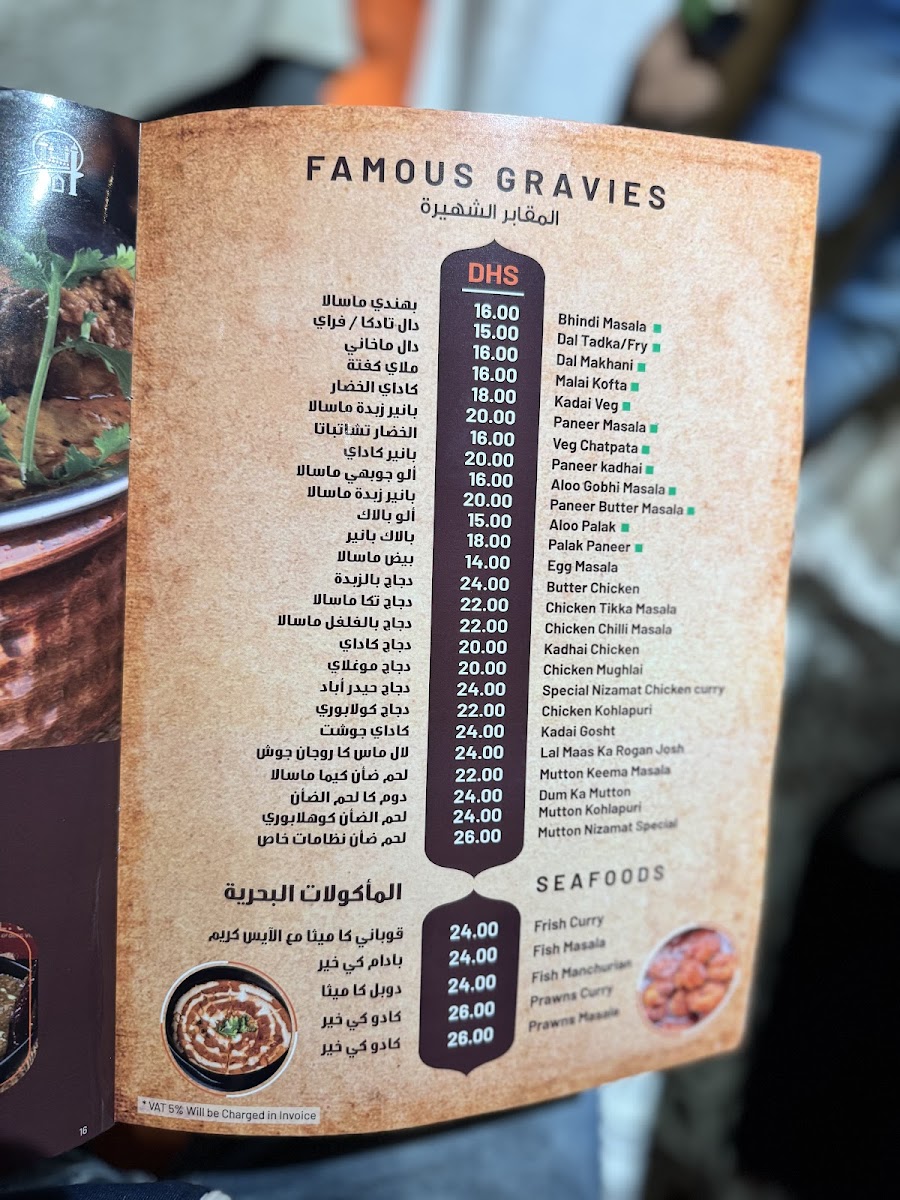 FAMOUS GRAVIES
المقابر الشهيرة
DHS
بهندي ماسالا 16.00 Bhindi Masala
دال تادكا / فراي 15.00 Dal Tadka/Fry
دال ماخاني 16.00 Dal Makhani
ملاي كفتة 16.00 Malai Kofta
كاداي الخضار 18.00 Kadai Veg
بانير زبدة ماسالا 20.00 Paneer Masala
الخضار تشاتباتا 16.00 Veg Chatpata
بانير كاداي 20.00 Paneer kadhai
ألو جوبهي ماسالا 16.00 Aloo Gobhi Masala
بانير زبدة ماسالا 20.00 Paneer Butter Masala
ألو بالاك 15.00 Aloo Palak
بالاك بانير 18.00 Palak Paneer
بيض ماسالا 14.00 Egg Masala
دجاج بالزبدة 24.00 Butter Chicken
دجاج تكا ماسالا 22.00 Chicken Tikka Masala
دجاج بالفلفل ماسالا 22.00 Chicken Chilli Masala
دجاج كاداي 20.00 Kadhai Chicken
دجاج موغلاي 20.00 Chicken Mughlai
دجاج حيدر أباد 24.00 Special Nizamat Chicken curry
دجاج كولابوري 22.00 Chicken Kohlapuri
كاداي جوشت 24.00 Kadai Gosht
لال ماس كا روجان جوش 24.00 Lal Maas Ka Rogan Josh
لحم ضأن كيما ماسالا 22.00 Mutton Keema Masala
دوم كا لحم الضأن 24.00 Dum Ka Mutton
لحم الضأن كوهلابوري 24.00 Mutton Kohlapuri
لحم ضأن نظامات خاص 26.00 Mutton Nizamat Special
المأكولات البحرية SEAFOODS
قوباني كا ميثا مع الآيس كريم 24.00 Frish Curry
بادام كي خير 24.00 Fish Masala
دوبل كا ميثا 24.00 Fish Manchurian
كادو كي خير 26.00 Prawns Curry
كادو كي خير 26.00 Prawns Masala
* VAT 5% Will be Charged in Invoice
16